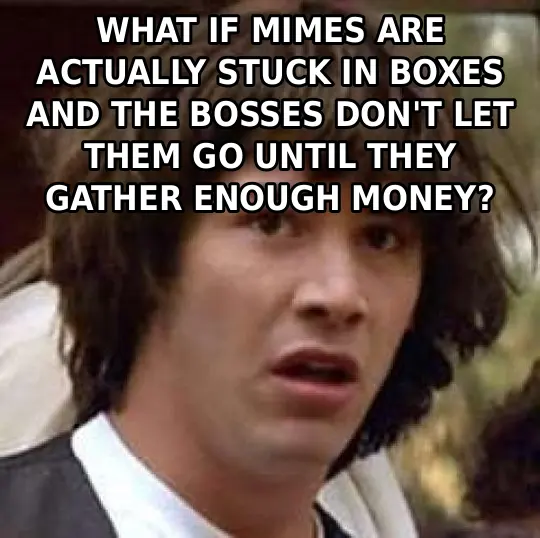 WHAT IF MIMES ARE
ACTUALLY STUCK IN BOXES
AND THE BOSSES DON'T LET
THEM GO UNTIL THEY
GATHER ENOUGH MONEY?